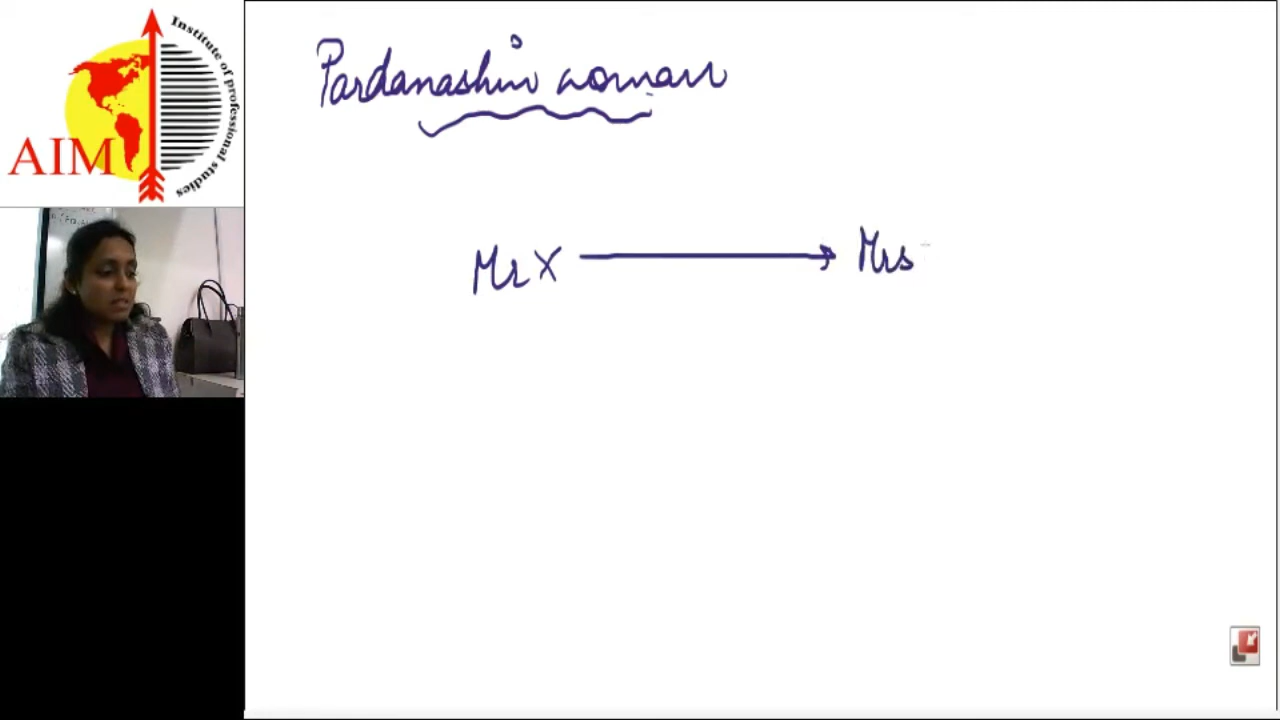 AIM
Institute of professional studies
Pardanashin woman
Mr X → Mrs